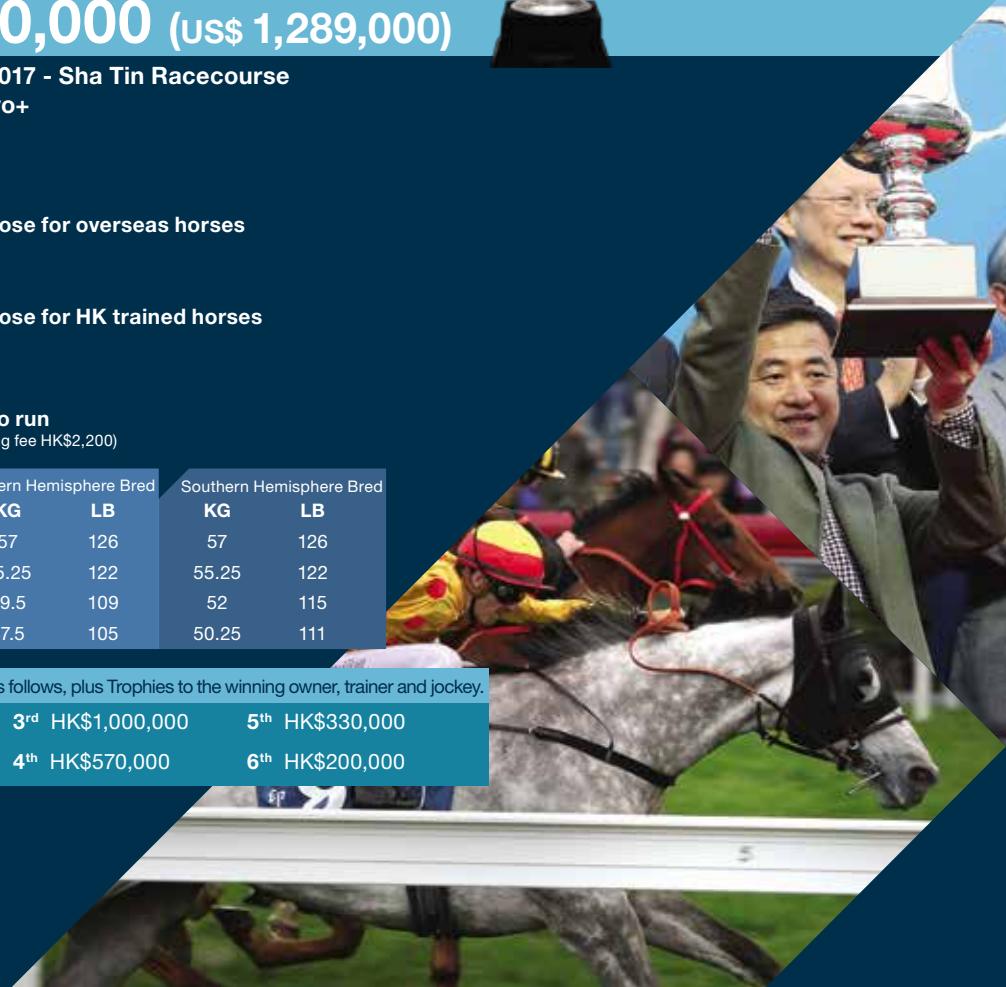 0,000 (US$ 1,289,000)
017 - Sha Tin Racecourse
o+
ose for overseas horses
ose for HK trained horses
o run
g fee HK$2,200)
ern Hemisphere Bred Southern Hemisphere Bred
KG LB KG LB
57 126 57 126
5.25 122 55.25 122
9.5 109 52 115
7.5 105 50.25 111
s follows, plus Trophies to the winning owner, trainer and jockey.
3rd HK$1,000,000 5th HK$330,000
4th HK$570,000 6th HK$200,000
5